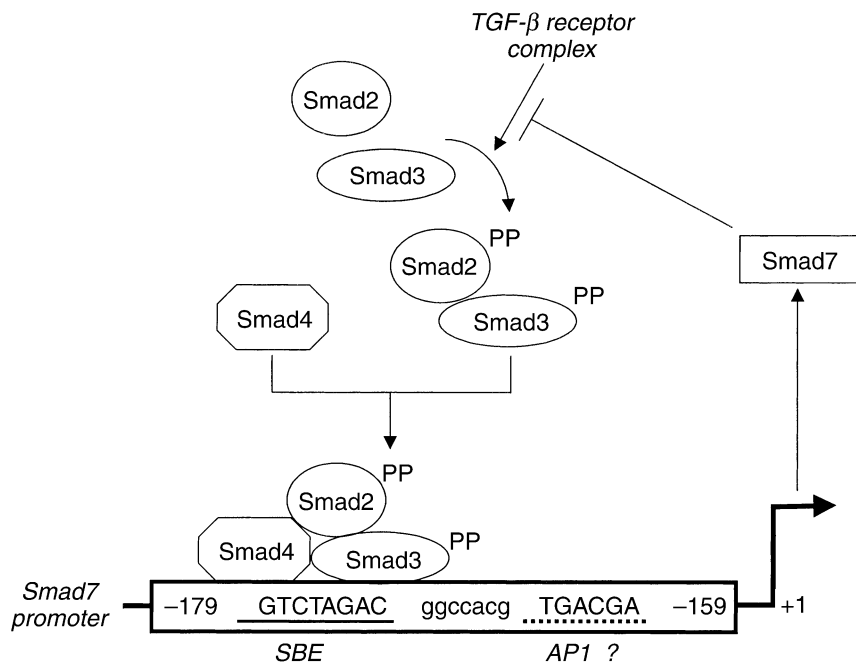 TGF-β receptor
complex
Smad2
Smad3
PP
Smad2
Smad7
PP
Smad4
Smad3
PP
Smad2
PP
Smad4
Smad3
Smad7
promoter
–179 GTCTAGAC ggccacg TGACGA –159 +1
SBE AP1 ?